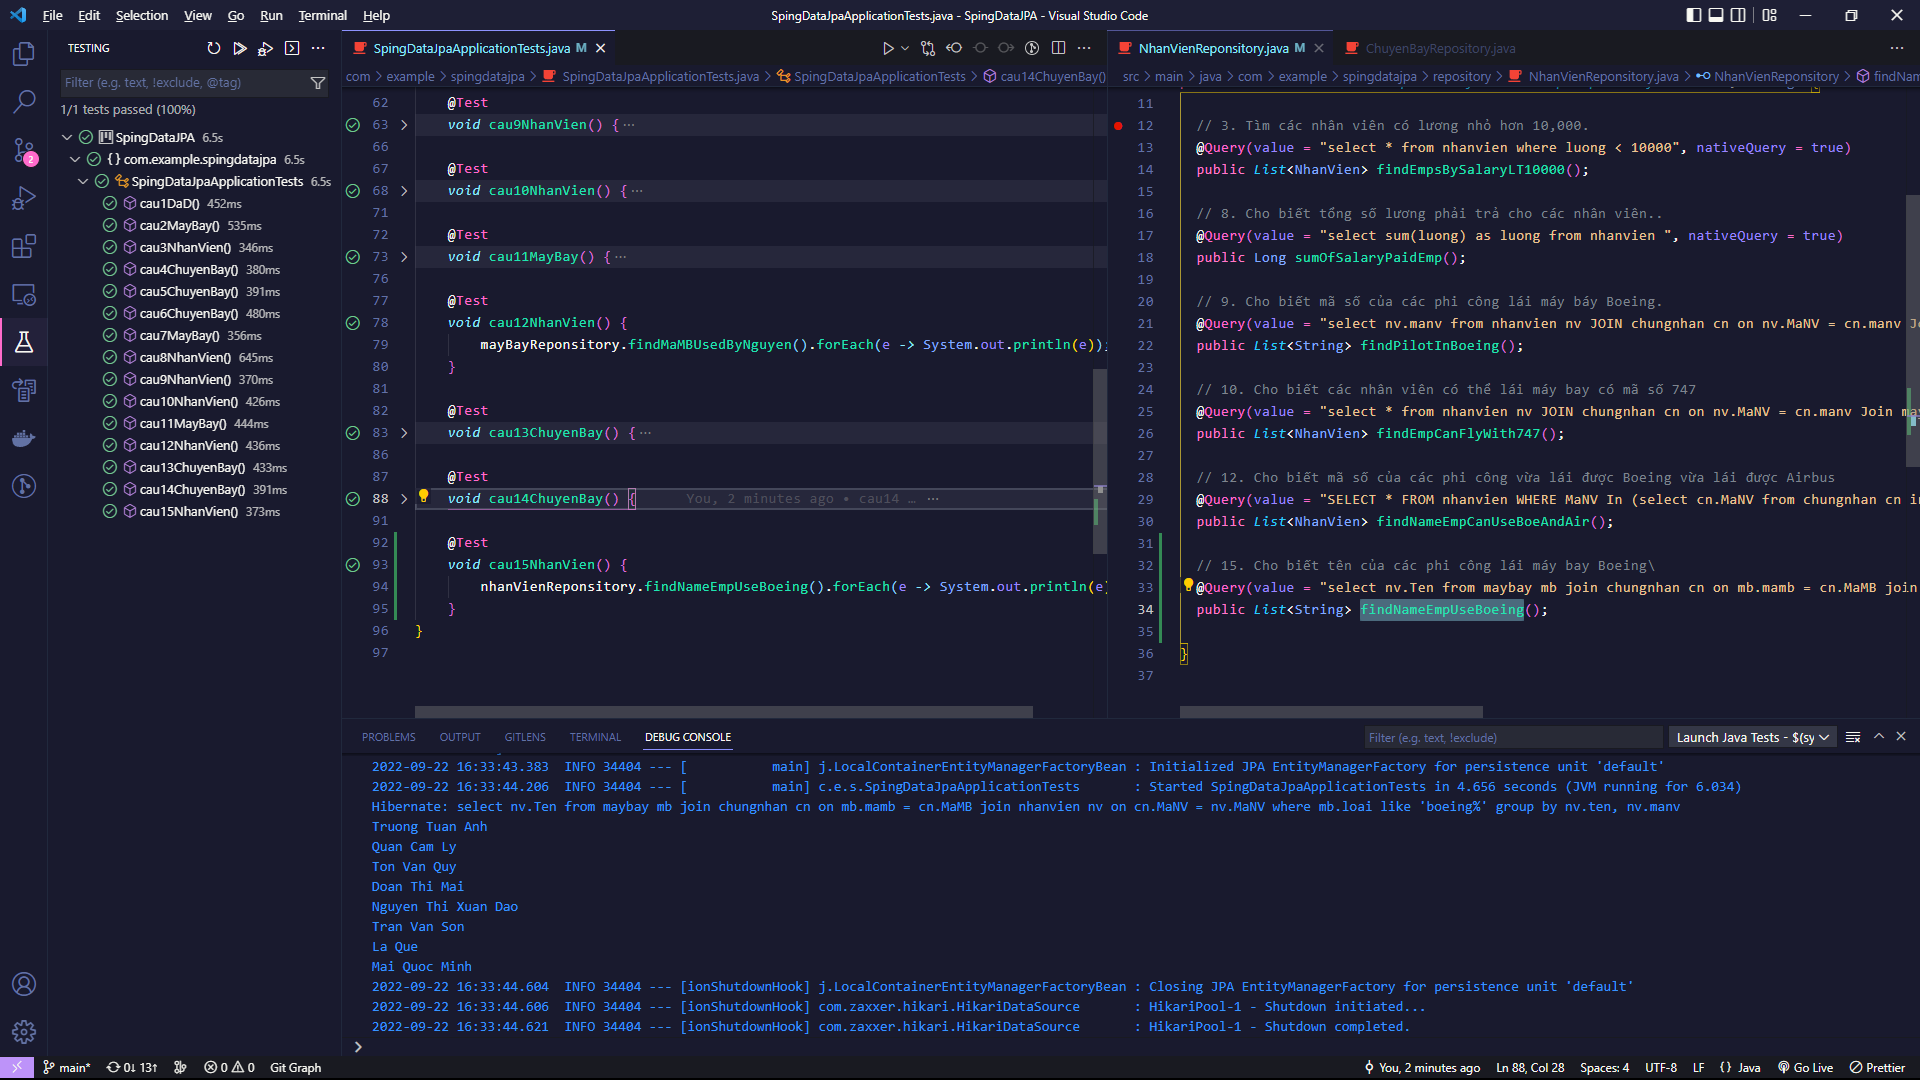 File Edit Selection View Go Run Terminal Help
SpingDataJpaApplicationTests.java - SpingDataJPA - Visual Studio Code
TESTING
Filter (e.g. text, !exclude, @tag)
1/1 tests passed (100%)
SpingDataJPA 6.5s
{} com.example.spingdatajpa 6.5s
SpingDataJpaApplicationTests 6.5s
cau1DaD() 452ms
cau2MayBay() 535ms
cau3NhanVien() 346ms
cau4ChuyenBay() 380ms
cau5ChuyenBay() 391ms
cau6ChuyenBay() 480ms
cau7MayBay() 356ms
cau8NhanVien() 645ms
cau9NhanVien() 370ms
cau10NhanVien() 426ms
cau11MayBay() 444ms
cau12NhanVien() 436ms
cau13ChuyenBay() 433ms
cau14ChuyenBay() 391ms
cau15NhanVien() 373ms
2
SpingDataJpaApplicationTests.java M
com > example > spingdatajpa > SpingDataJpaApplicationTests.java > SpingDataJpaApplicationTests > cau14ChuyenBay()
62 @Test
63 void cau9NhanVien() { ···
66
67 @Test
68 void cau10NhanVien() { ···
71
72 @Test
73 void cau11MayBay() { ···
76
77 @Test
78 void cau12NhanVien() {
79 mayBayReponsitory.findMaMBUsedByNguyen().forEach(e -> System.out.println(e));
80 }
81
82 @Test
83 void cau13ChuyenBay() { ···
86
87 @Test
88 void cau14ChuyenBay() { You, 2 minutes ago • cau14 … ···
91
92 @Test
93 void cau15NhanVien() {
94 nhanVienReponsitory.findNameEmpUseBoeing().forEach(e -> System.out.println(e)
95 }
96 }
97
NhanVienReponsitory.java M ChuyenBayRepository.java
src > main > java > com > example > spingdatajpa > repository > NhanVienReponsitory.java > NhanVienReponsitory > findNam
11
12 // 3. Tìm các nhân viên có lương nhỏ hơn 10,000.
13 @Query(value = "select * from nhanvien where luong < 10000", nativeQuery = true)
14 public List<NhanVien> findEmpsBySalaryLT10000();
15
16 // 8. Cho biết tổng số lương phải trả cho các nhân viên..
17 @Query(value = "select sum(luong) as luong from nhanvien ", nativeQuery = true)
18 public Long sumOfSalaryPaidEmp();
19
20 // 9. Cho biết mã số của các phi công lái máy báy Boeing.
21 @Query(value = "select nv.manv from nhanvien nv JOIN chungnhan cn on nv.MaNV = cn.manv Jo
22 public List<String> findPilotInBoeing();
23
24 // 10. Cho biết các nhân viên có thể lái máy bay có mã số 747
25 @Query(value = "select * from nhanvien nv JOIN chungnhan cn on nv.MaNV = cn.manv Join may
26 public List<NhanVien> findEmpCanFlyWith747();
27
28 // 12. Cho biết mã số của các phi công vừa lái được Boeing vừa lái được Airbus
29 @Query(value = "SELECT * FROM nhanvien WHERE MaNV In (select cn.MaNV from chungnhan cn in
30 public List<NhanVien> findNameEmpCanUseBoeAndAir();
31
32 // 15. Cho biết tên của các phi công lái máy bay Boeing\
33 @Query(value = "select nv.Ten from maybay mb join chungnhan cn on mb.mamb = cn.MaMB join
34 public List<String> findNameEmpUseBoeing();
35
36 }
37
PROBLEMS OUTPUT GITLENS TERMINAL DEBUG CONSOLE
Filter (e.g. text, !exclude)
Launch Java Tests - $(sy
2022-09-22 16:33:43.383 INFO 34404 --- [ main] j.LocalContainerEntityManagerFactoryBean : Initialized JPA EntityManagerFactory for persistence unit 'default'
2022-09-22 16:33:44.206 INFO 34404 --- [ main] c.e.s.SpingDataJpaApplicationTests : Started SpingDataJpaApplicationTests in 4.656 seconds (JVM running for 6.034)
Hibernate: select nv.Ten from maybay mb join chungnhan cn on mb.mamb = cn.MaMB join nhanvien nv on cn.MaNV = nv.MaNV where mb.loai like 'boeing%' group by nv.ten, nv.manv
Truong Tuan Anh
Quan Cam Ly
Ton Van Quy
Doan Thi Mai
Nguyen Thi Xuan Dao
Tran Van Son
La Que
Mai Quoc Minh
2022-09-22 16:33:44.604 INFO 34404 --- [ionShutdownHook] j.LocalContainerEntityManagerFactoryBean : Closing JPA EntityManagerFactory for persistence unit 'default'
2022-09-22 16:33:44.606 INFO 34404 --- [ionShutdownHook] com.zaxxer.hikari.HikariDataSource : HikariPool-1 - Shutdown initiated...
2022-09-22 16:33:44.621 INFO 34404 --- [ionShutdownHook] com.zaxxer.hikari.HikariDataSource : HikariPool-1 - Shutdown completed.
main* 0↓ 13↑ 0 0 Git Graph
You, 2 minutes ago Ln 88, Col 28 Spaces: 4 UTF-8 LF {} Java Go Live Prettier